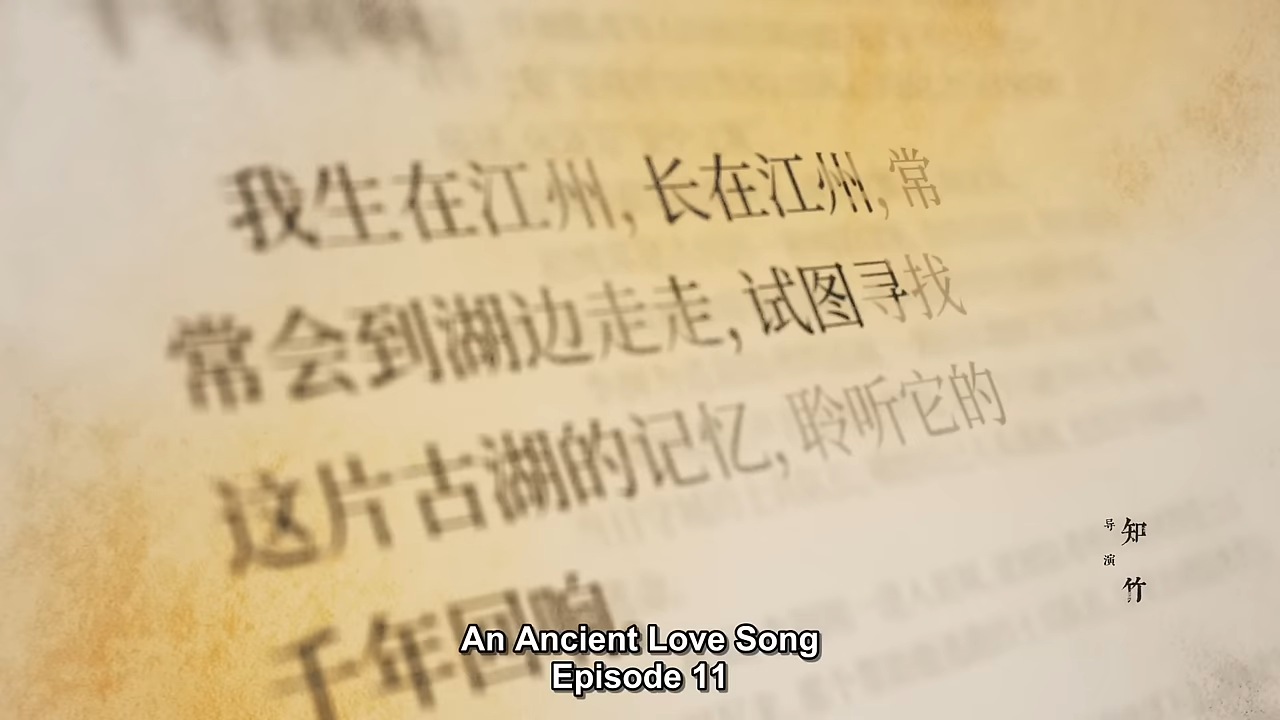 我生在江州,长在江州,常
常会到湖边走走,试图寻找
这片古湖的记忆,聆听它的
千年回响
导演
知竹
An Ancient Love Song
Episode 11